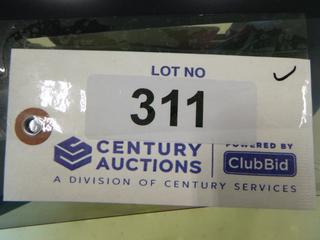 LOT NO
311
CENTURY AUCTIONS
POWERED BY
ClubBid
A DIVISION OF CENTURY SERVICES